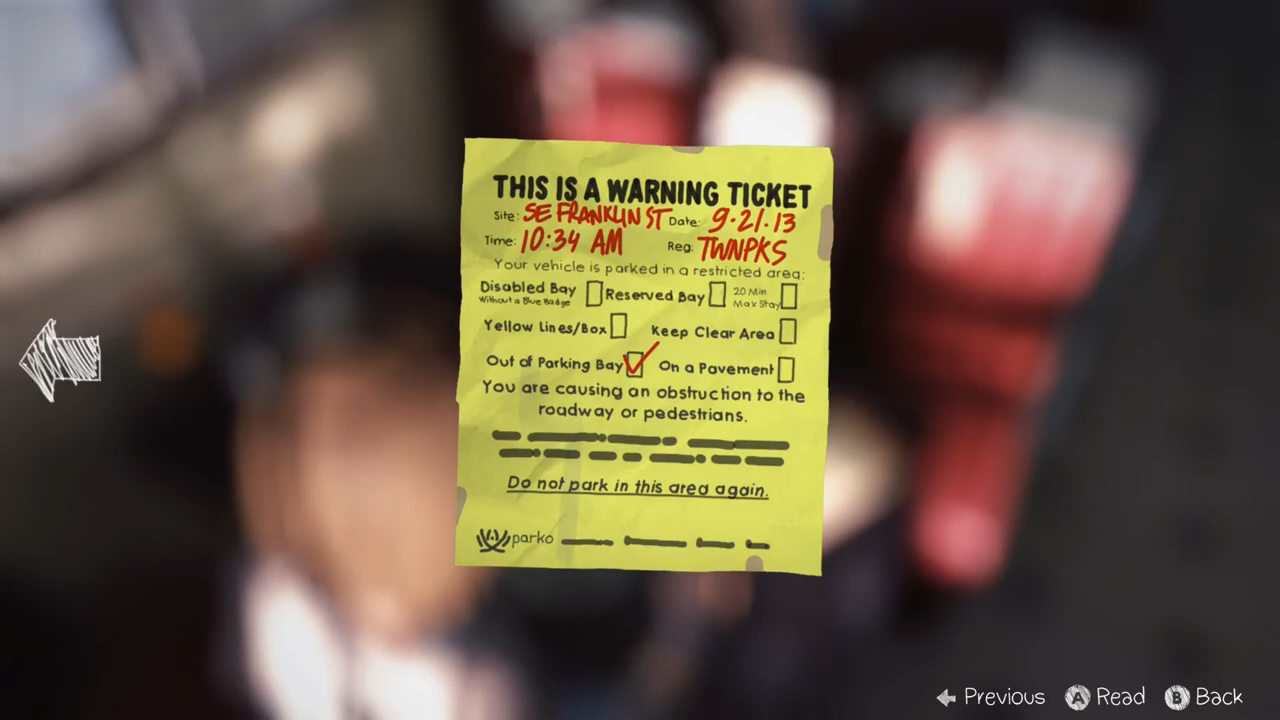 THIS IS A WARNING TICKET
Site: SE FRANKLIN ST Date: 9.21.13
Time: 10:34 AM Reg: TWNPKS
Your vehicle is parked in a restricted area:
Disabled Bay
Without a Blue Badge
Reserved Bay
20 Min
Max Stay
Yellow Lines/Box Keep Clear Area
Out of Parking Bay On a Pavement
You are causing an obstruction to the
roadway or pedestrians.
Do not park in this area again.
parko
Previous A Read B Back